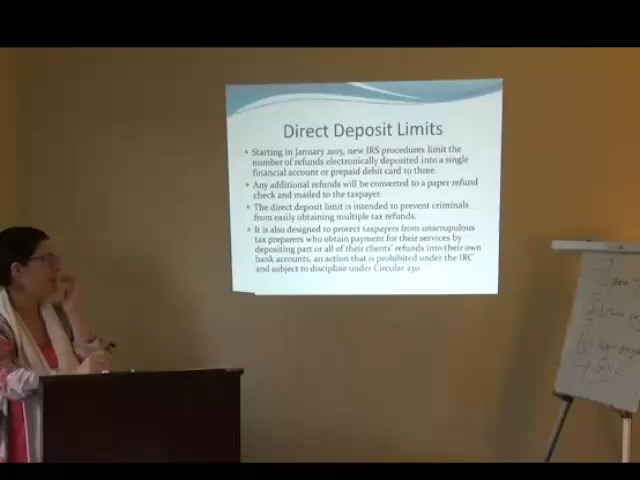 Direct Deposit Limits
• Starting in January 2015, new IRS procedures limit the
number of refunds electronically deposited into a single
financial account or prepaid debit card to three.
• Any additional refunds will be converted to a paper refund
check and mailed to the taxpayer.
• The direct deposit limit is intended to prevent criminals
from easily obtaining multiple tax refunds.
• It is also designed to protect taxpayers from unscrupulous
tax preparers who obtain payment for their services by
depositing part or all of their clients' refunds into their own
bank accounts, an action that is prohibited under the IRC
and subject to discipline under Circular 230